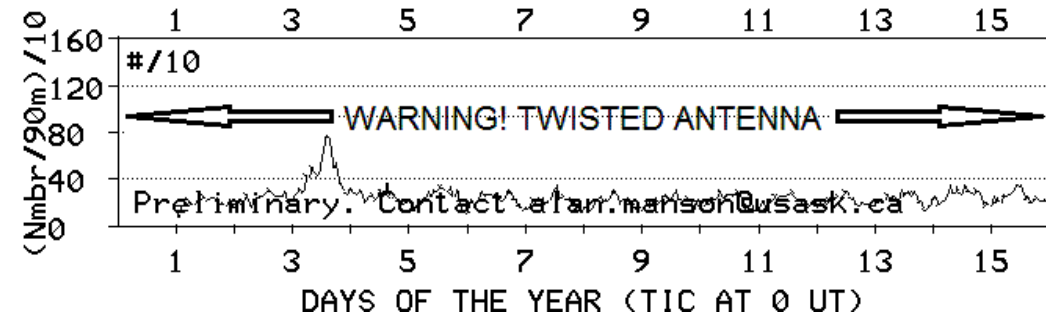 1 3 5 7 9 11 13 15
(Nmbr/90m)/10
160
#/10
120
WARNING! TWISTED ANTENNA
80
40
Preliminary. Contact alan.manson@usask.ca
0
1 3 5 7 9 11 13 15
DAYS OF THE YEAR (TIC AT 0 UT)